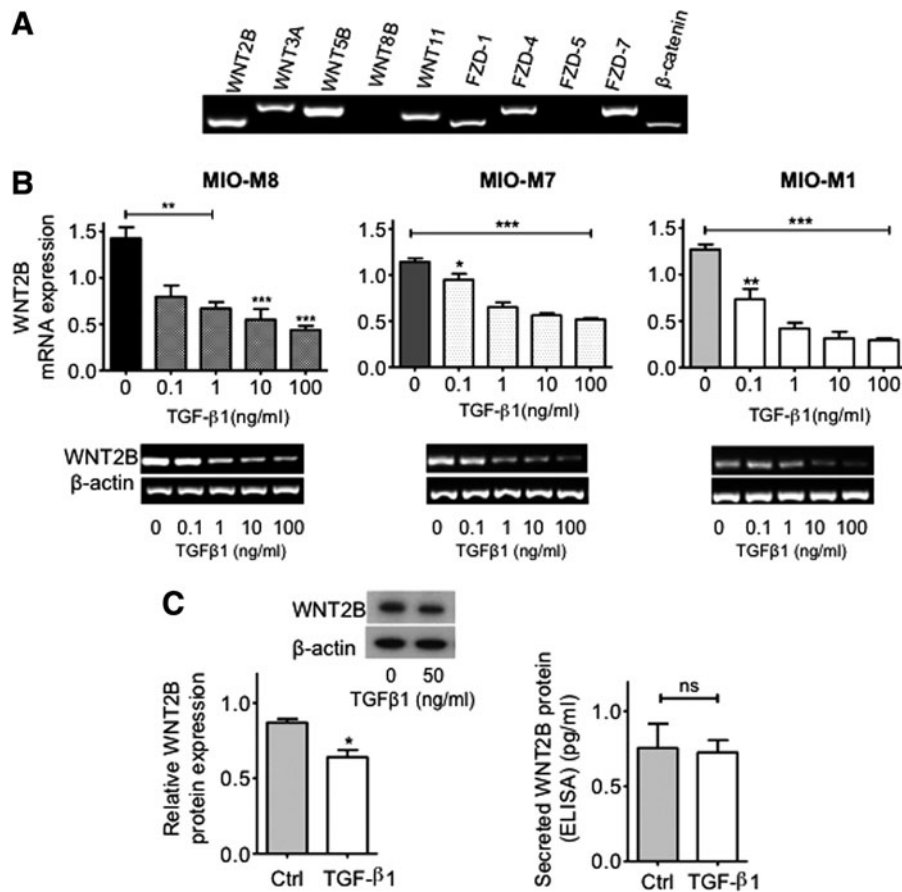 A
WNT2B WNT3A WNT5B WNT8B WNT11 FZD-1 FZD-4 FZD-5 FZD-7 β-catenin
B
MIO-M8
WNT2B
mRNA expression
1.5
1.0
0.5
0.0
**
***
***
0 0.1 1 10 100
TGF-β1(ng/ml)
MIO-M7
1.5
1.0
0.5
0.0
***
*
0 0.1 1 10 100
TGF-β1(ng/ml)
MIO-M1
1.5
1.0
0.5
0.0
***
**
0 0.1 1 10 100
TGF-β1(ng/ml)
WNT2B
β-actin
0 0.1 1 10 100
TGFβ1 (ng/ml)
0 0.1 1 10 100
TGFβ1 (ng/ml)
0 0.1 1 10 100
TGFβ1 (ng/ml)
C
WNT2B
β-actin
0 50
TGFβ1 (ng/ml)
Relative WNT2B
protein expression
1.0
0.5
0.0
*
Ctrl TGF-β1
Secreted WNT2B protein
(ELISA) (pg/ml)
1.0
0.5
0.0
ns
Ctrl TGF-β1